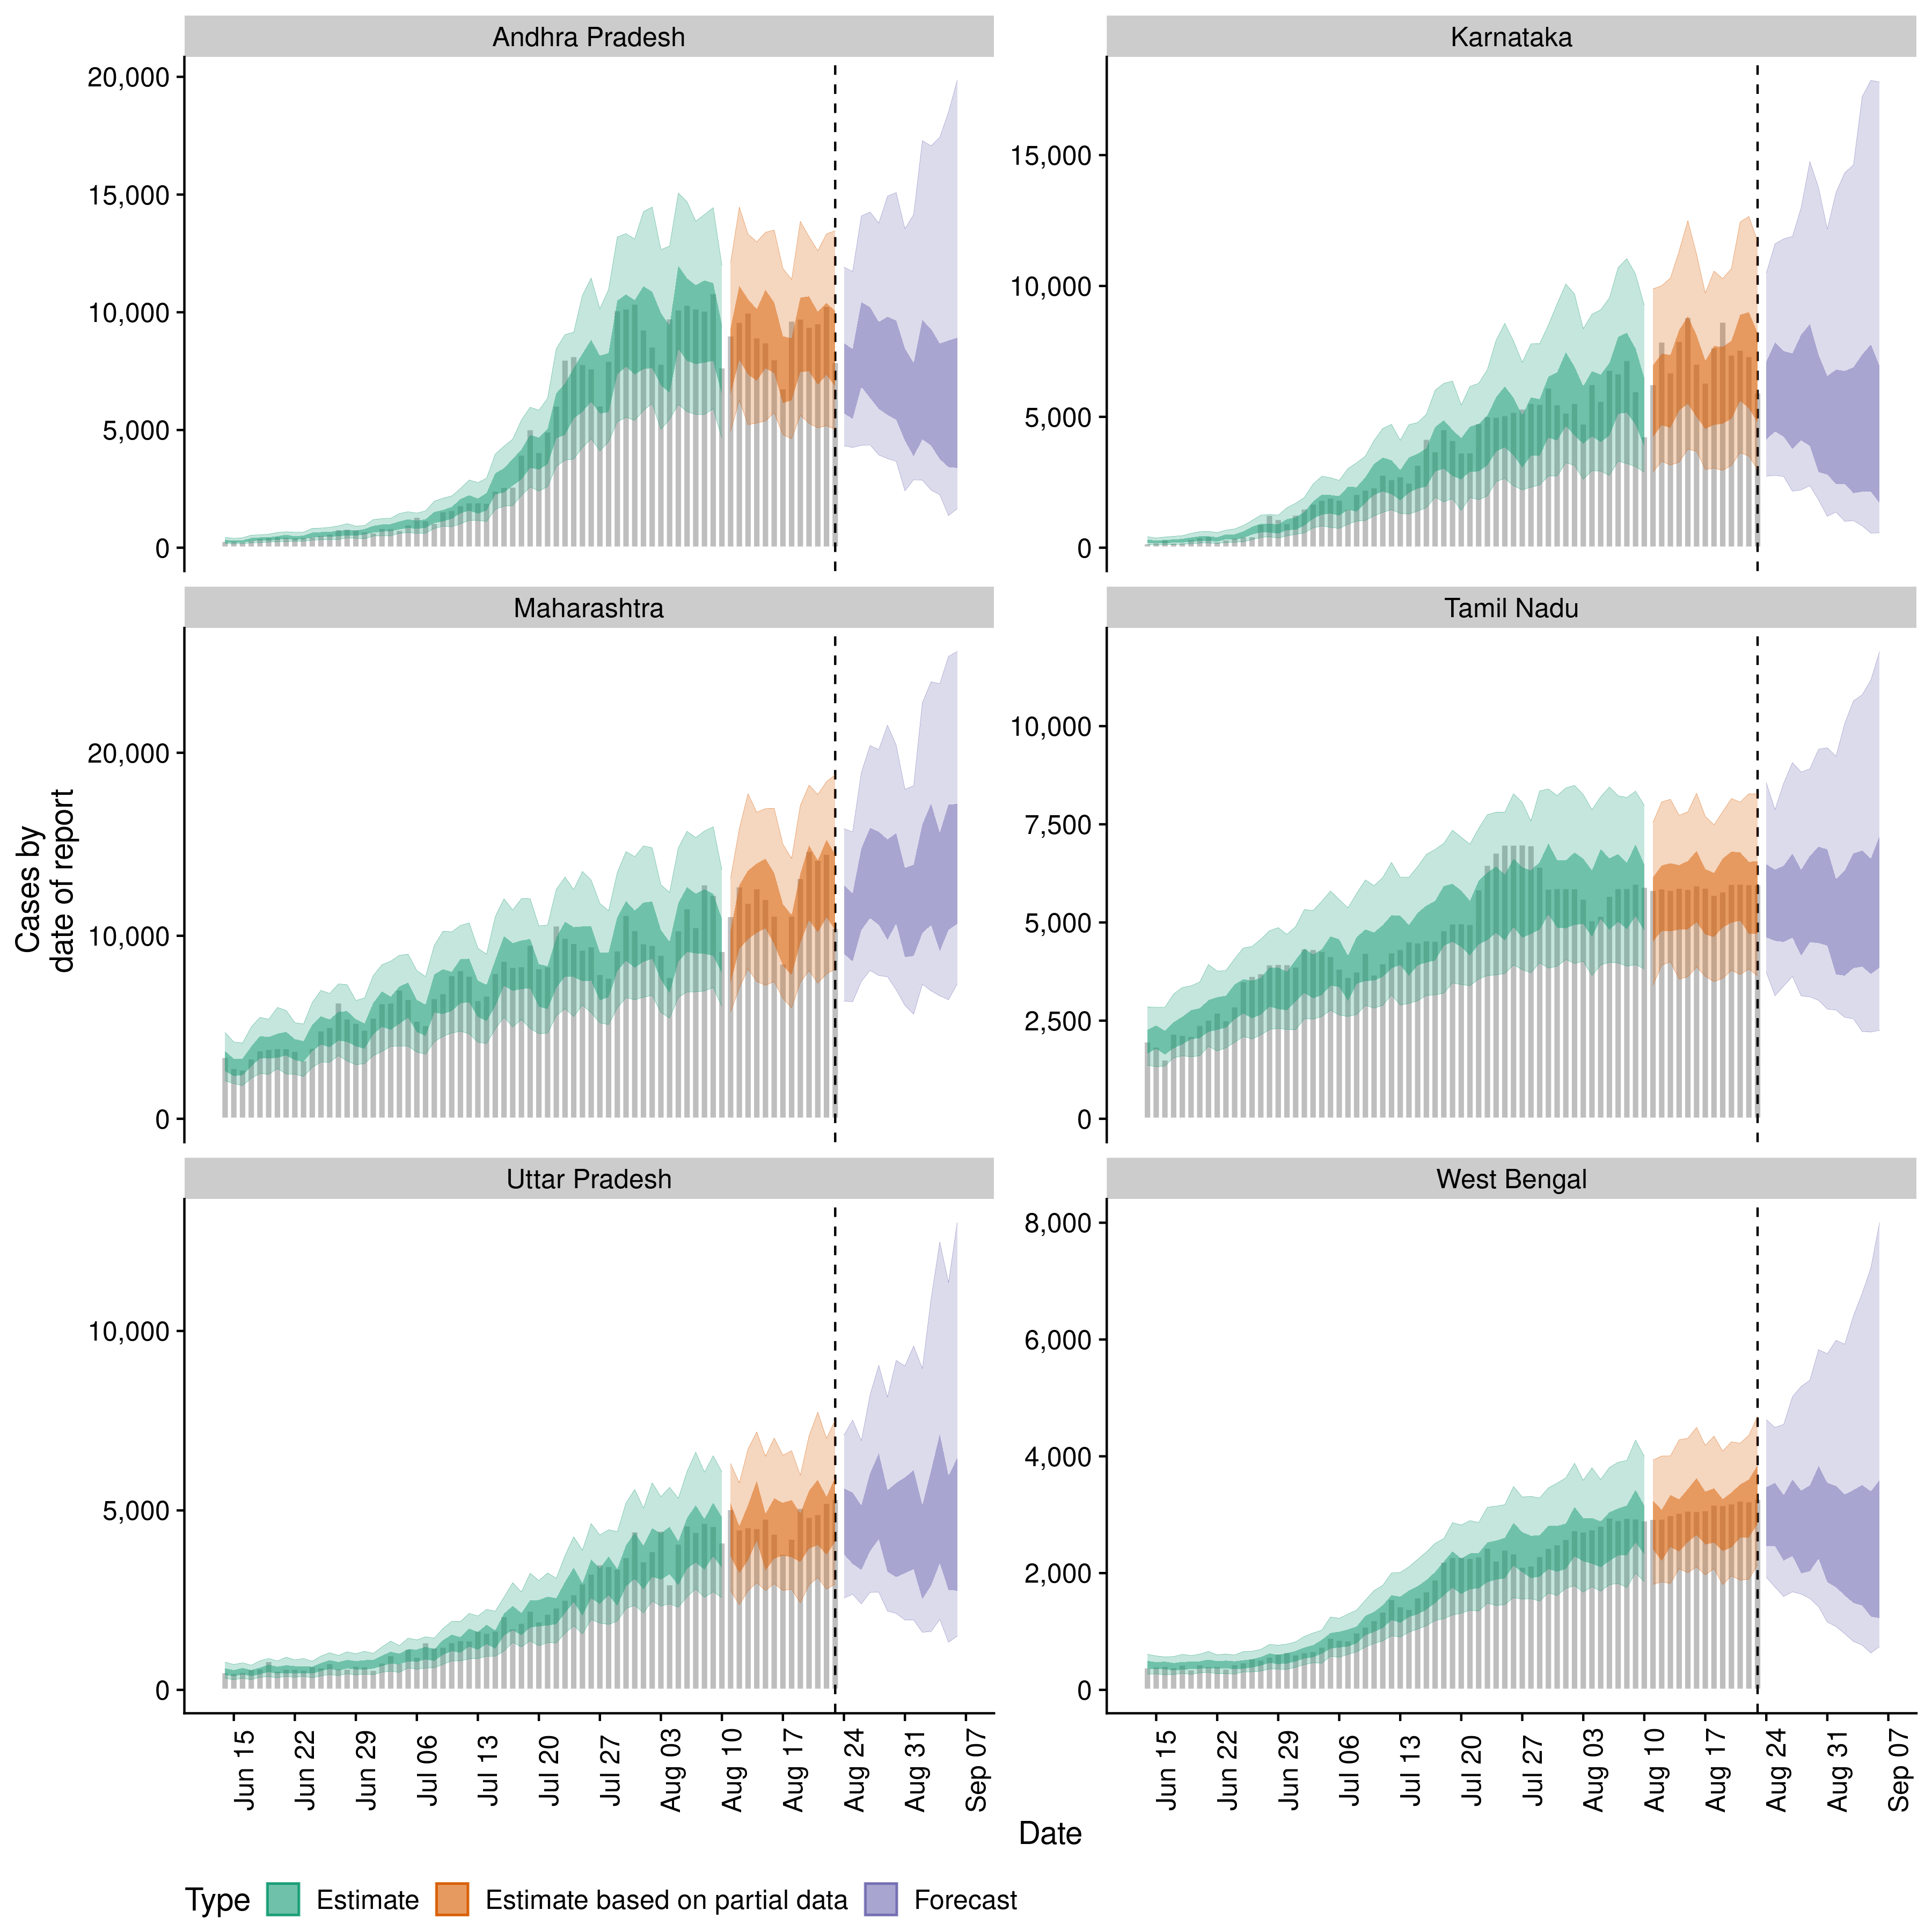 Andhra Pradesh
Karnataka
20,000
15,000
10,000
5,000
0
15,000
10,000
5,000
0
Maharashtra
Tamil Nadu
20,000
10,000
0
10,000
7,500
5,000
2,500
0
Cases by
date of report
Uttar Pradesh
West Bengal
10,000
5,000
0
8,000
6,000
4,000
2,000
0
Jun 15
Jun 22
Jun 29
Jul 06
Jul 13
Jul 20
Jul 27
Aug 03
Aug 10
Aug 17
Aug 24
Aug 31
Sep 07
Jun 15
Jun 22
Jun 29
Jul 06
Jul 13
Jul 20
Jul 27
Aug 03
Aug 10
Aug 17
Aug 24
Aug 31
Sep 07
Date
Type Estimate Estimate based on partial data Forecast